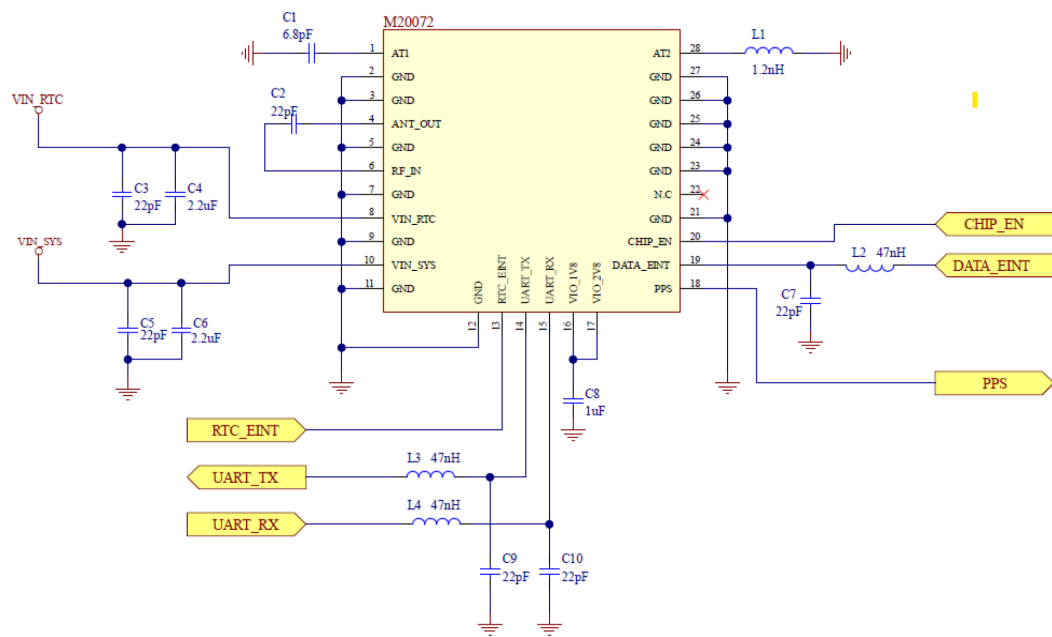 M20072
C1
6.8pF
1 AT1
2 GND
3 GND
4 ANT_OUT
5 GND
6 RF_IN
7 GND
8 VIN_RTC
9 GND
10 VIN_SYS
11 GND
C2
22pF
VIN_RTC
C3
22pF
C4
2.2uF
VIN_SYS
C5
22pF
C6
2.2uF
GND 12
RTC_EINT 13
UART_TX 14
UART_RX 15
VIO_1V8 16
VIO_2V8 17
AT2 28
GND 27
GND 26
GND 25
GND 24
GND 23
N.C 22
GND 21
CHIP_EN 20
DATA_EINT 19
PPS 18
L1
1.2nH
CHIP_EN
L2 47nH
DATA_EINT
C7
22pF
PPS
C8
1uF
RTC_EINT
L3 47nH
UART_TX
L4 47nH
UART_RX
C9
22pF
C10
22pF